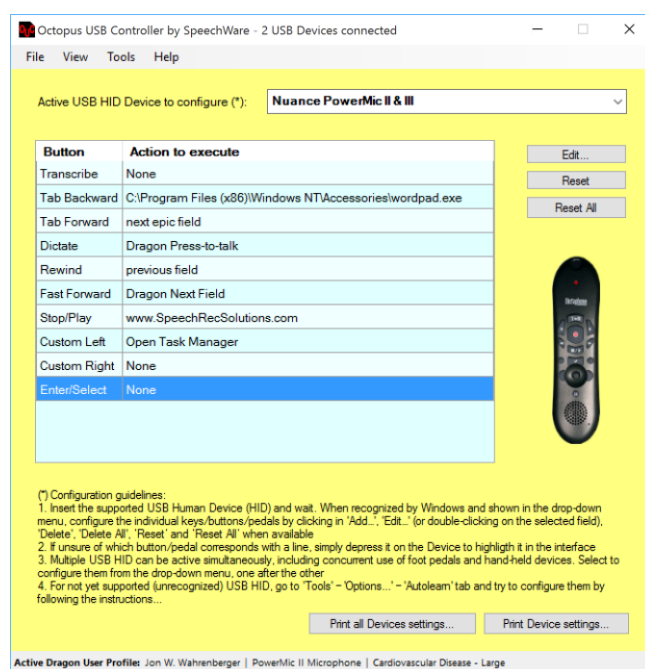 Octopus USB Controller by SpeechWare - 2 USB Devices connected
File View Tools Help
Active USB HID Device to configure (*): Nuance PowerMic II & III
Button Action to execute
Transcribe None
Tab Backward C:\Program Files (x86)\Windows NT\Accessories\wordpad.exe
Tab Forward next epic field
Dictate Dragon Press-to-talk
Rewind previous field
Fast Forward Dragon Next Field
Stop/Play www.SpeechRecSolutions.com
Custom Left Open Task Manager
Custom Right None
Enter/Select None
Edit...
Reset
Reset All
(*) Configuration guidelines:
1. Insert the supported USB Human Device (HID) and wait. When recognized by Windows and shown in the drop-down
menu, configure the individual keys/buttons/pedals by clicking in 'Add...', 'Edit...' (or double-clicking on the selected field),
'Delete', 'Delete All', 'Reset' and 'Reset All' when available
2. If unsure of which button/pedal corresponds with a line, simply depress it on the Device to highligth it in the interface
3. Multiple USB HID can be active simultaneously, including concurrent use of foot pedals and hand-held devices. Select to
configure them from the drop-down menu, one after the other
4. For not yet supported (unrecognized) USB HID, go to 'Tools' – 'Options...' – 'Autolearn' tab and try to configure them by
following the instructions...
Print all Devices settings... Print Device settings...
Active Dragon User Profile: Jon W. Wahrenberger | PowerMic II Microphone | Cardiovascular Disease - Large